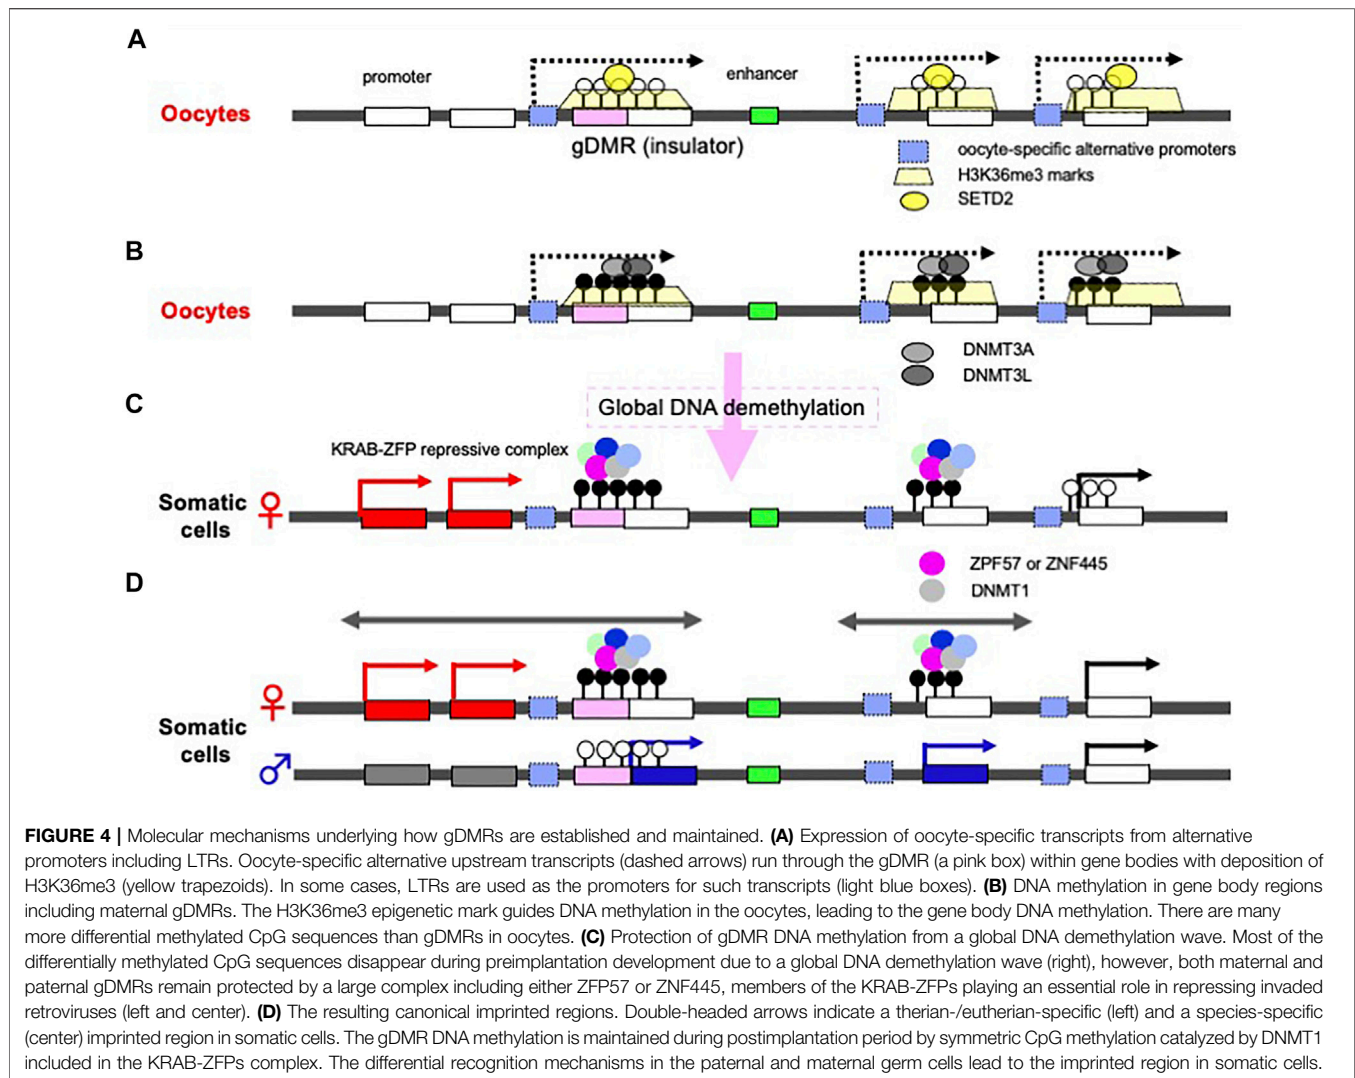 A
promoter
enhancer
Oocytes
gDMR (insulator)
oocyte-specific alternative promoters
H3K36me3 marks
SETD2
B
Oocytes
DNMT3A
DNMT3L
C
Global DNA demethylation
KRAB-ZFP repressive complex
Somatic
cells
♀
ZPF57 or ZNF445
DNMT1
D
♀
Somatic
cells
♂
FIGURE 4 | Molecular mechanisms underlying how gDMRs are established and maintained. (A) Expression of oocyte-specific transcripts from alternative
promoters including LTRs. Oocyte-specific alternative upstream transcripts (dashed arrows) run through the gDMR (a pink box) within gene bodies with deposition of
H3K36me3 (yellow trapezoids). In some cases, LTRs are used as the promoters for such transcripts (light blue boxes). (B) DNA methylation in gene body regions
including maternal gDMRs. The H3K36me3 epigenetic mark guides DNA methylation in the oocytes, leading to the gene body DNA methylation. There are many
more differential methylated CpG sequences than gDMRs in oocytes. (C) Protection of gDMR DNA methylation from a global DNA demethylation wave. Most of the
differentially methylated CpG sequences disappear during preimplantation development due to a global DNA demethylation wave (right), however, both maternal and
paternal gDMRs remain protected by a large complex including either ZFP57 or ZNF445, members of the KRAB-ZFPs playing an essential role in repressing invaded
retroviruses (left and center). (D) The resulting canonical imprinted regions. Double-headed arrows indicate a therian-/eutherian-specific (left) and a species-specific
(center) imprinted region in somatic cells. The gDMR DNA methylation is maintained during postimplantation period by symmetric CpG methylation catalyzed by DNMT1
included in the KRAB-ZFPs complex. The differential recognition mechanisms in the paternal and maternal germ cells lead to the imprinted region in somatic cells.